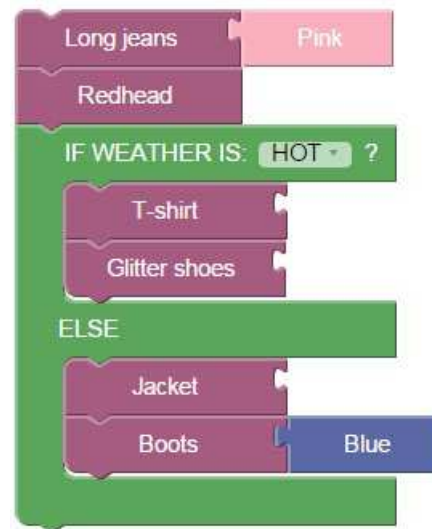 Long jeans Pink
Redhead
IF WEATHER IS: HOT ?
T-shirt
Glitter shoes
ELSE
Jacket
Boots Blue